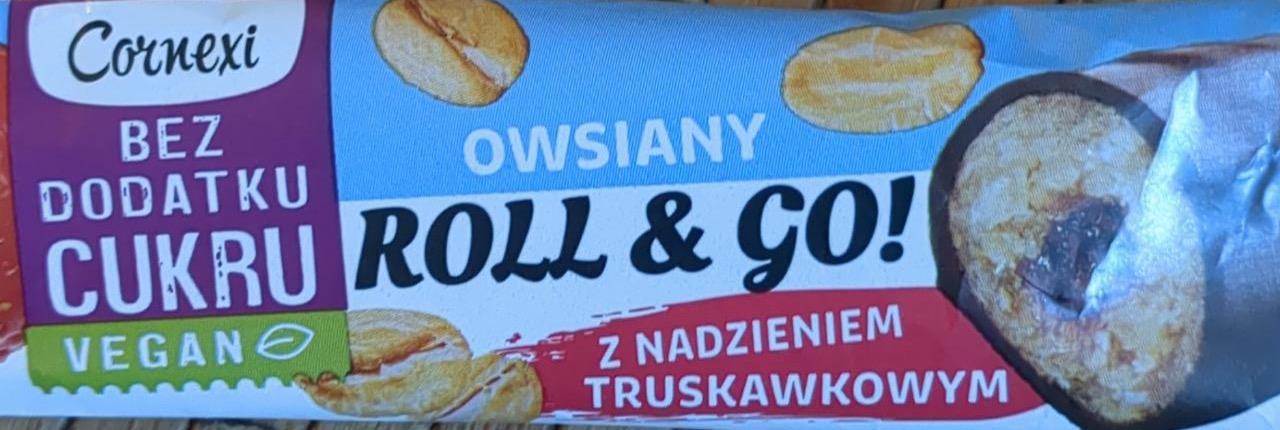 Cornexi
BEZ
DODATKU
CUKRU
VEGAN
OWSIANY
ROLL & GO!
Z NADZIENIEM
TRUSKAWKOWYM